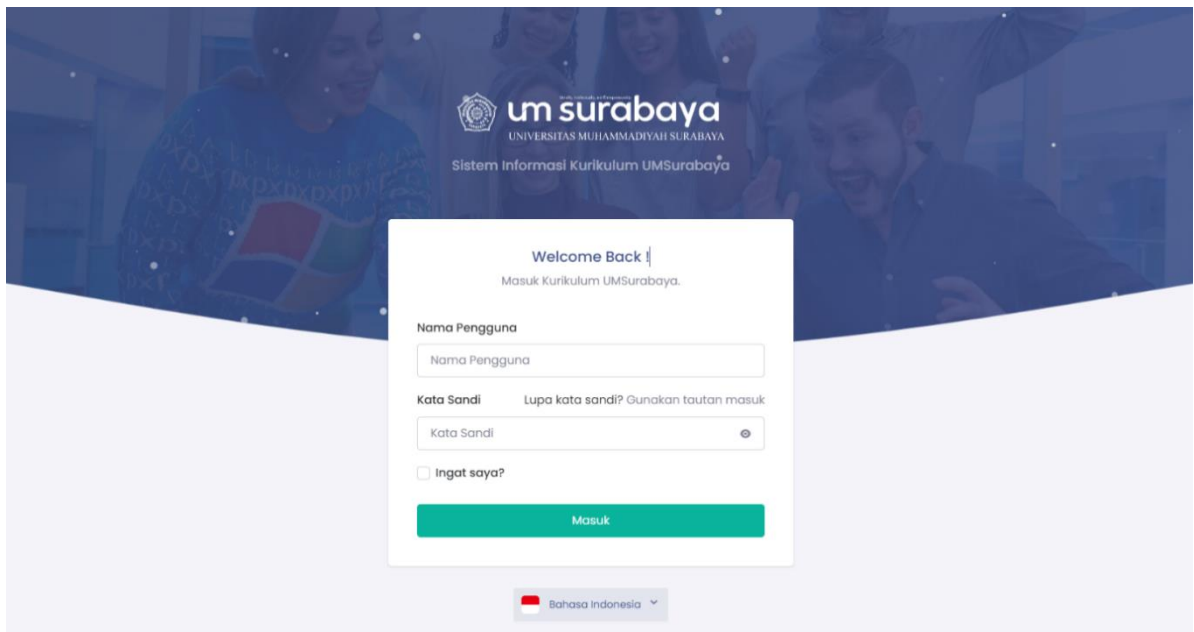 um surabaya
UNIVERSITAS MUHAMMADIYAH SURABAYA
Sistem Informasi Kurikulum UMSurabaya
Welcome Back !
Masuk Kurikulum UMSurabaya.
Nama Pengguna
Nama Pengguna
Kata Sandi Lupa kata sandi? Gunakan tautan masuk
Kata Sandi
Ingat saya?
Masuk
Bahasa Indonesia